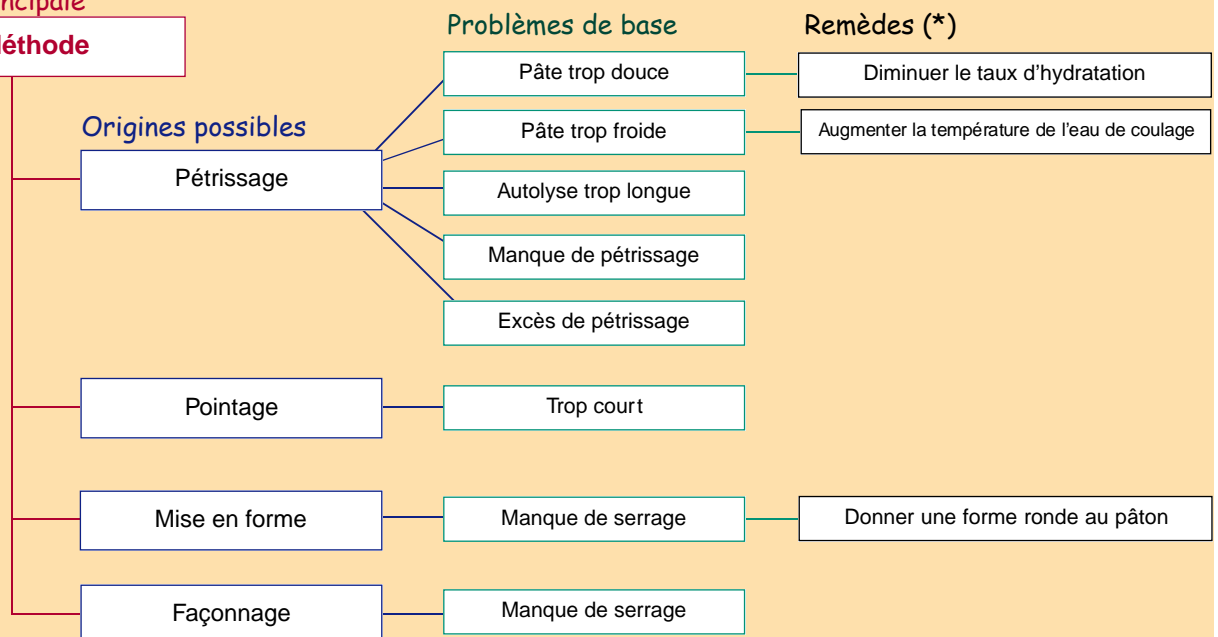 ncipale
Méthode
Problèmes de base
Remèdes (*)
Pâte trop douce
Diminuer le taux d'hydratation
Origines possibles
Pâte trop froide
Augmenter la température de l'eau de coulage
Pétrissage
Autolyse trop longue
Manque de pétrissage
Excès de pétrissage
Pointage
Trop court
Mise en forme
Manque de serrage
Donner une forme ronde au pâton
Façonnage
Manque de serrage